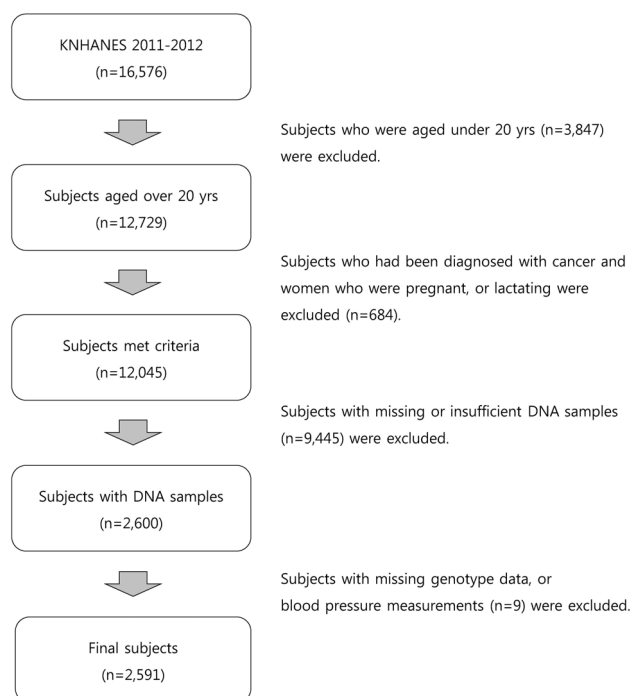 KNHANES 2011-2012
(n=16,576)
Subjects who were aged under 20 yrs (n=3,847)
were excluded.
Subjects aged over 20 yrs
(n=12,729)
Subjects who had been diagnosed with cancer and
women who were pregnant, or lactating were
excluded (n=684).
Subjects met criteria
(n=12,045)
Subjects with missing or insufficient DNA samples
(n=9,445) were excluded.
Subjects with DNA samples
(n=2,600)
Subjects with missing genotype data, or
blood pressure measurements (n=9) were excluded.
Final subjects
(n=2,591)